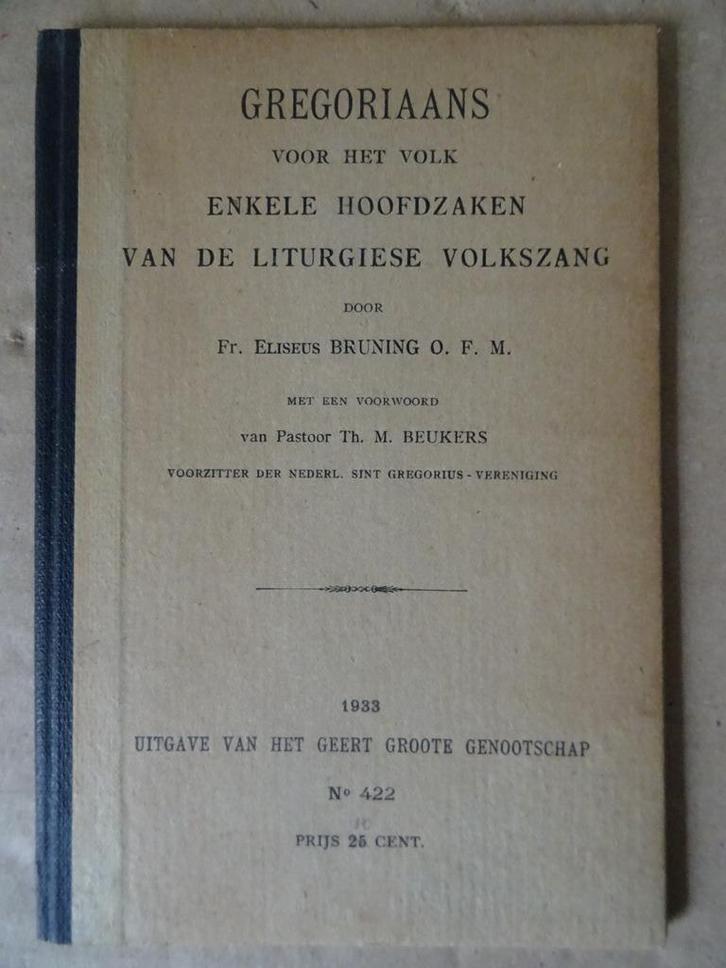 GREGORIAANS
VOOR HET VOLK
ENKELE HOOFDZAKEN
VAN DE LITURGIESE VOLKSZANG
DOOR
Fr. ELISEUS BRUNING O. F. M.
MET EEN VOORWOORD
van Pastoor Th. M. BEUKERS
VOORZITTER DER NEDERL. SINT GREGORIUS - VERENIGING
1933
UITGAVE VAN HET GEERT GROOTE GENOOTSCHAP
Nº 422
PRIJS 25 CENT.